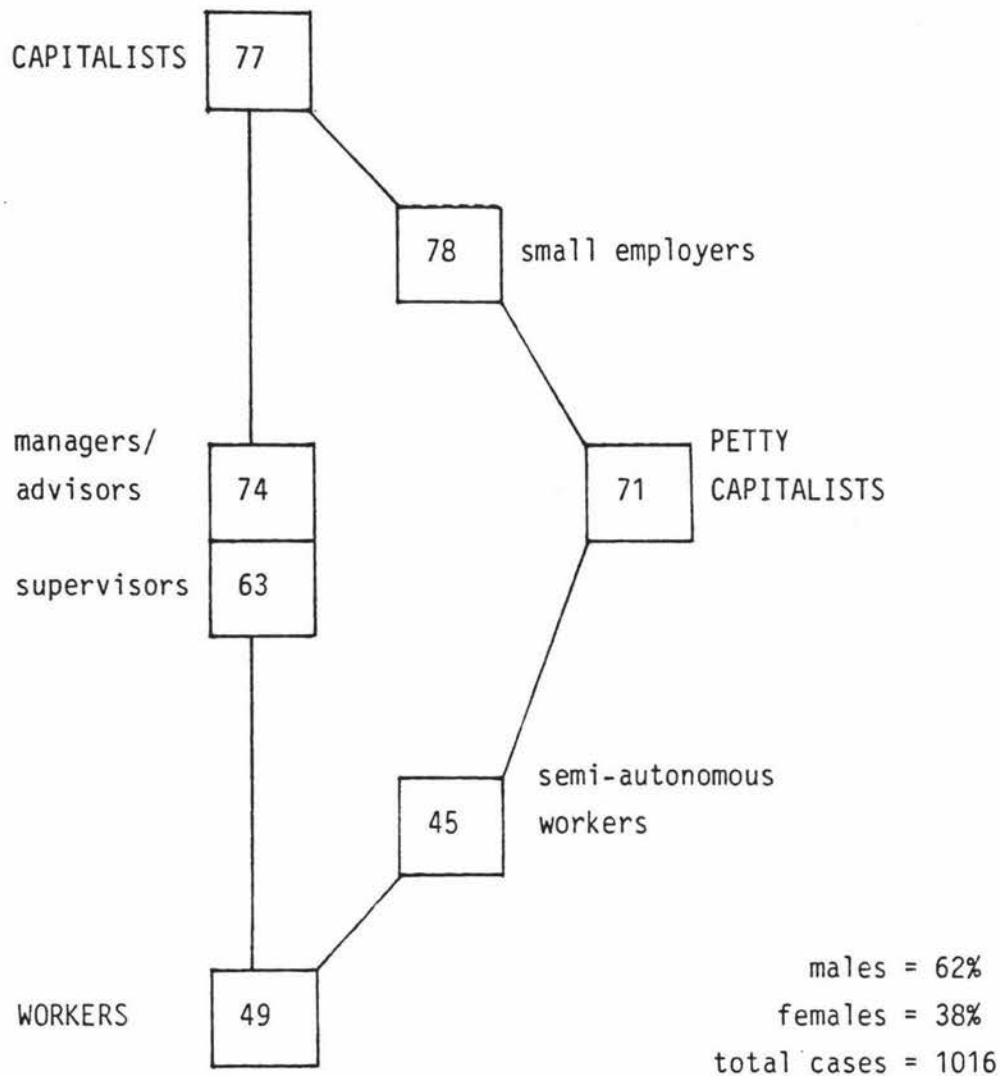 CAPITALISTS 77
78 small employers
managers/
advisors 74
PETTY
71 CAPITALISTS
supervisors 63
semi-autonomous
45 workers
WORKERS 49
males = 62%
females = 38%
total cases = 1016